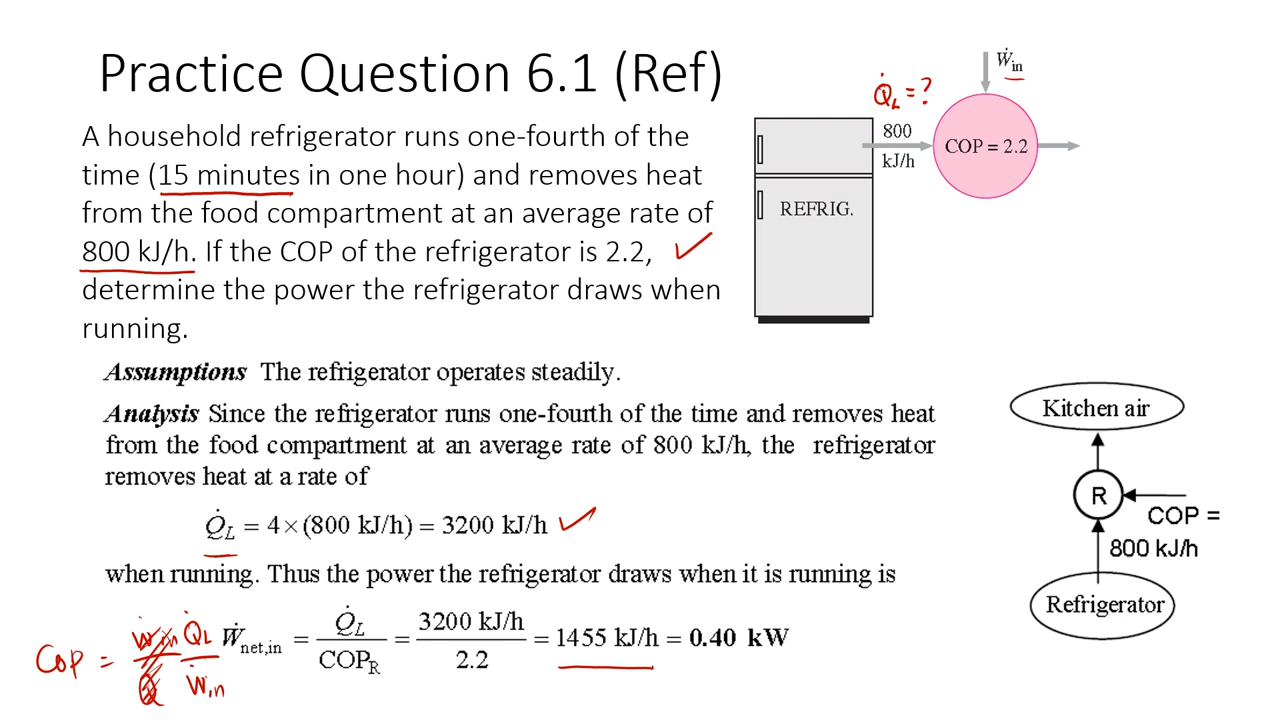 Practice Question 6.1 (Ref)
A household refrigerator runs one-fourth of the
time (15 minutes in one hour) and removes heat
from the food compartment at an average rate of
800 kJ/h. If the COP of the refrigerator is 2.2,
determine the power the refrigerator draws when
running.
Q̇L = ?
Ẇin
800
kJ/h
COP = 2.2
REFRIG.
Assumptions The refrigerator operates steadily.
Analysis Since the refrigerator runs one-fourth of the time and removes heat
from the food compartment at an average rate of 800 kJ/h, the refrigerator
removes heat at a rate of
Q̇L = 4×(800 kJ/h) = 3200 kJ/h
when running. Thus the power the refrigerator draws when it is running is
Ẇnet,in = Q̇L / COPR = 3200 kJ/h / 2.2 = 1455 kJ/h = 0.40 kW
COP = Q̇L / Ẇin
Kitchen air
R
COP =
800 kJ/h
Refrigerator